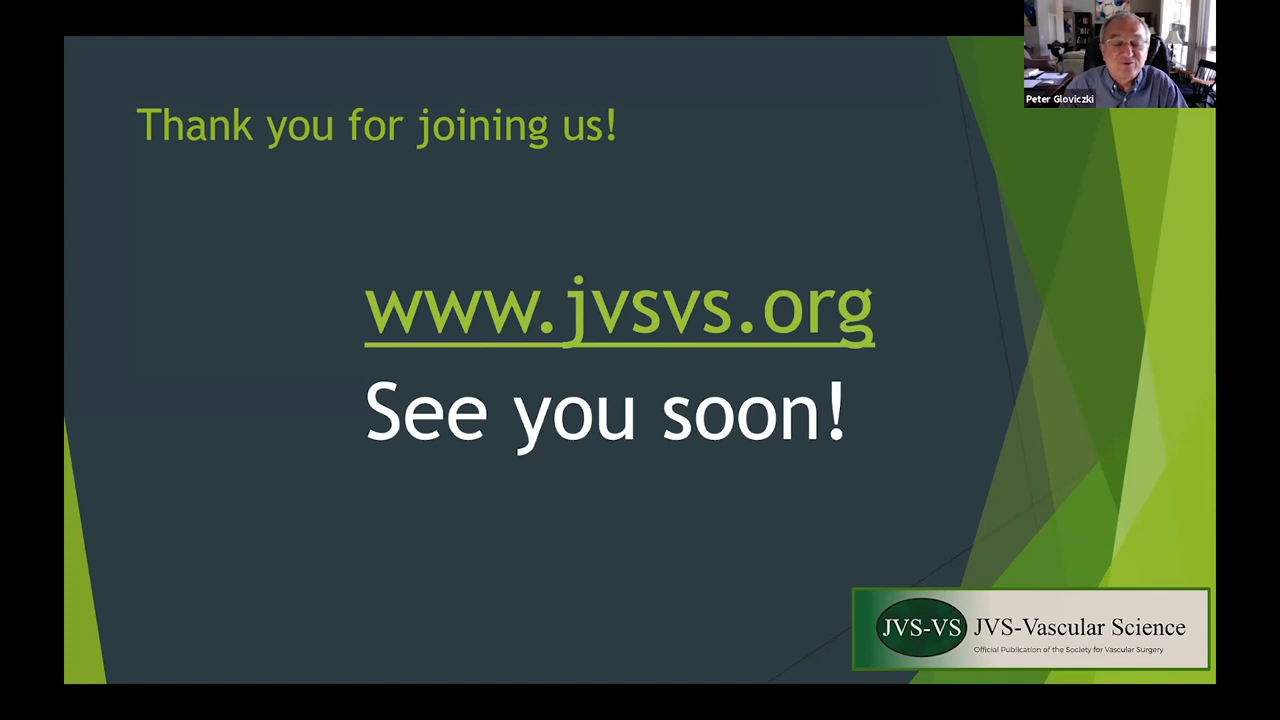 Peter Gloviczki
Thank you for joining us!
www.jvsvs.org
See you soon!
JVS-VS JVS-Vascular Science
Official Publication of the Society for Vascular Surgery